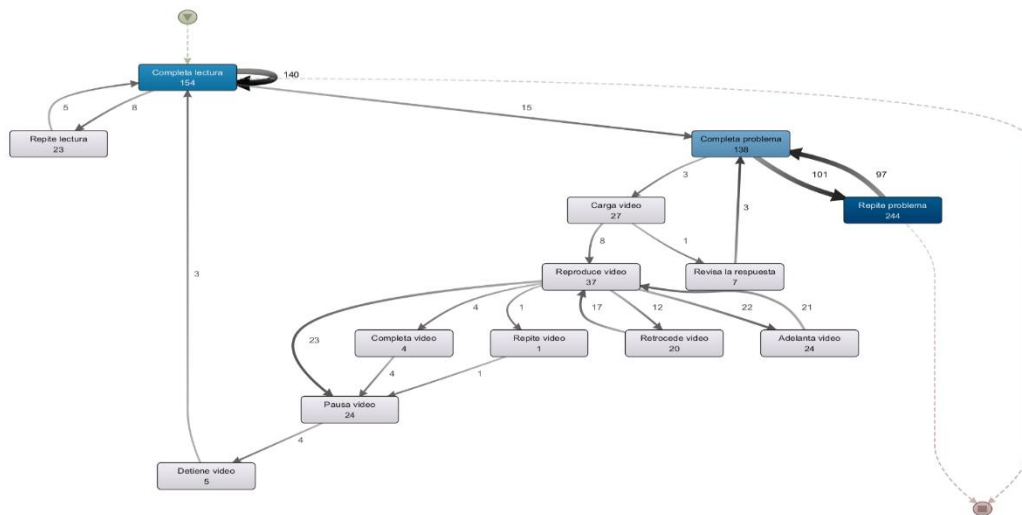 Completa lectura
154
140
5
8
Repite lectura
23
15
Completa problema
138
101
97
3
Carga video
27
3
Repite problema
244
8
1
Reproduce video
37
Revisa la respuesta
7
3
23
4
1
17
12
22
21
Completa video
4
Repite video
1
Retrocede video
20
Adelanta video
24
4
1
Pausa video
24
4
Detiene video
5